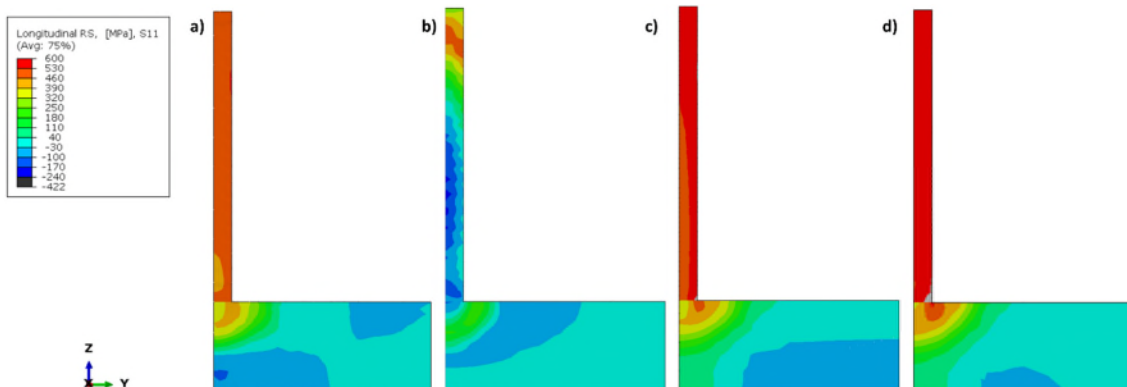 a) b) c) d)
Longitudinal RS, [MPa], S11
(Avg: 75%)
600
530
460
390
320
250
180
110
40
-30
-100
-170
-240
-422
Z
X Y